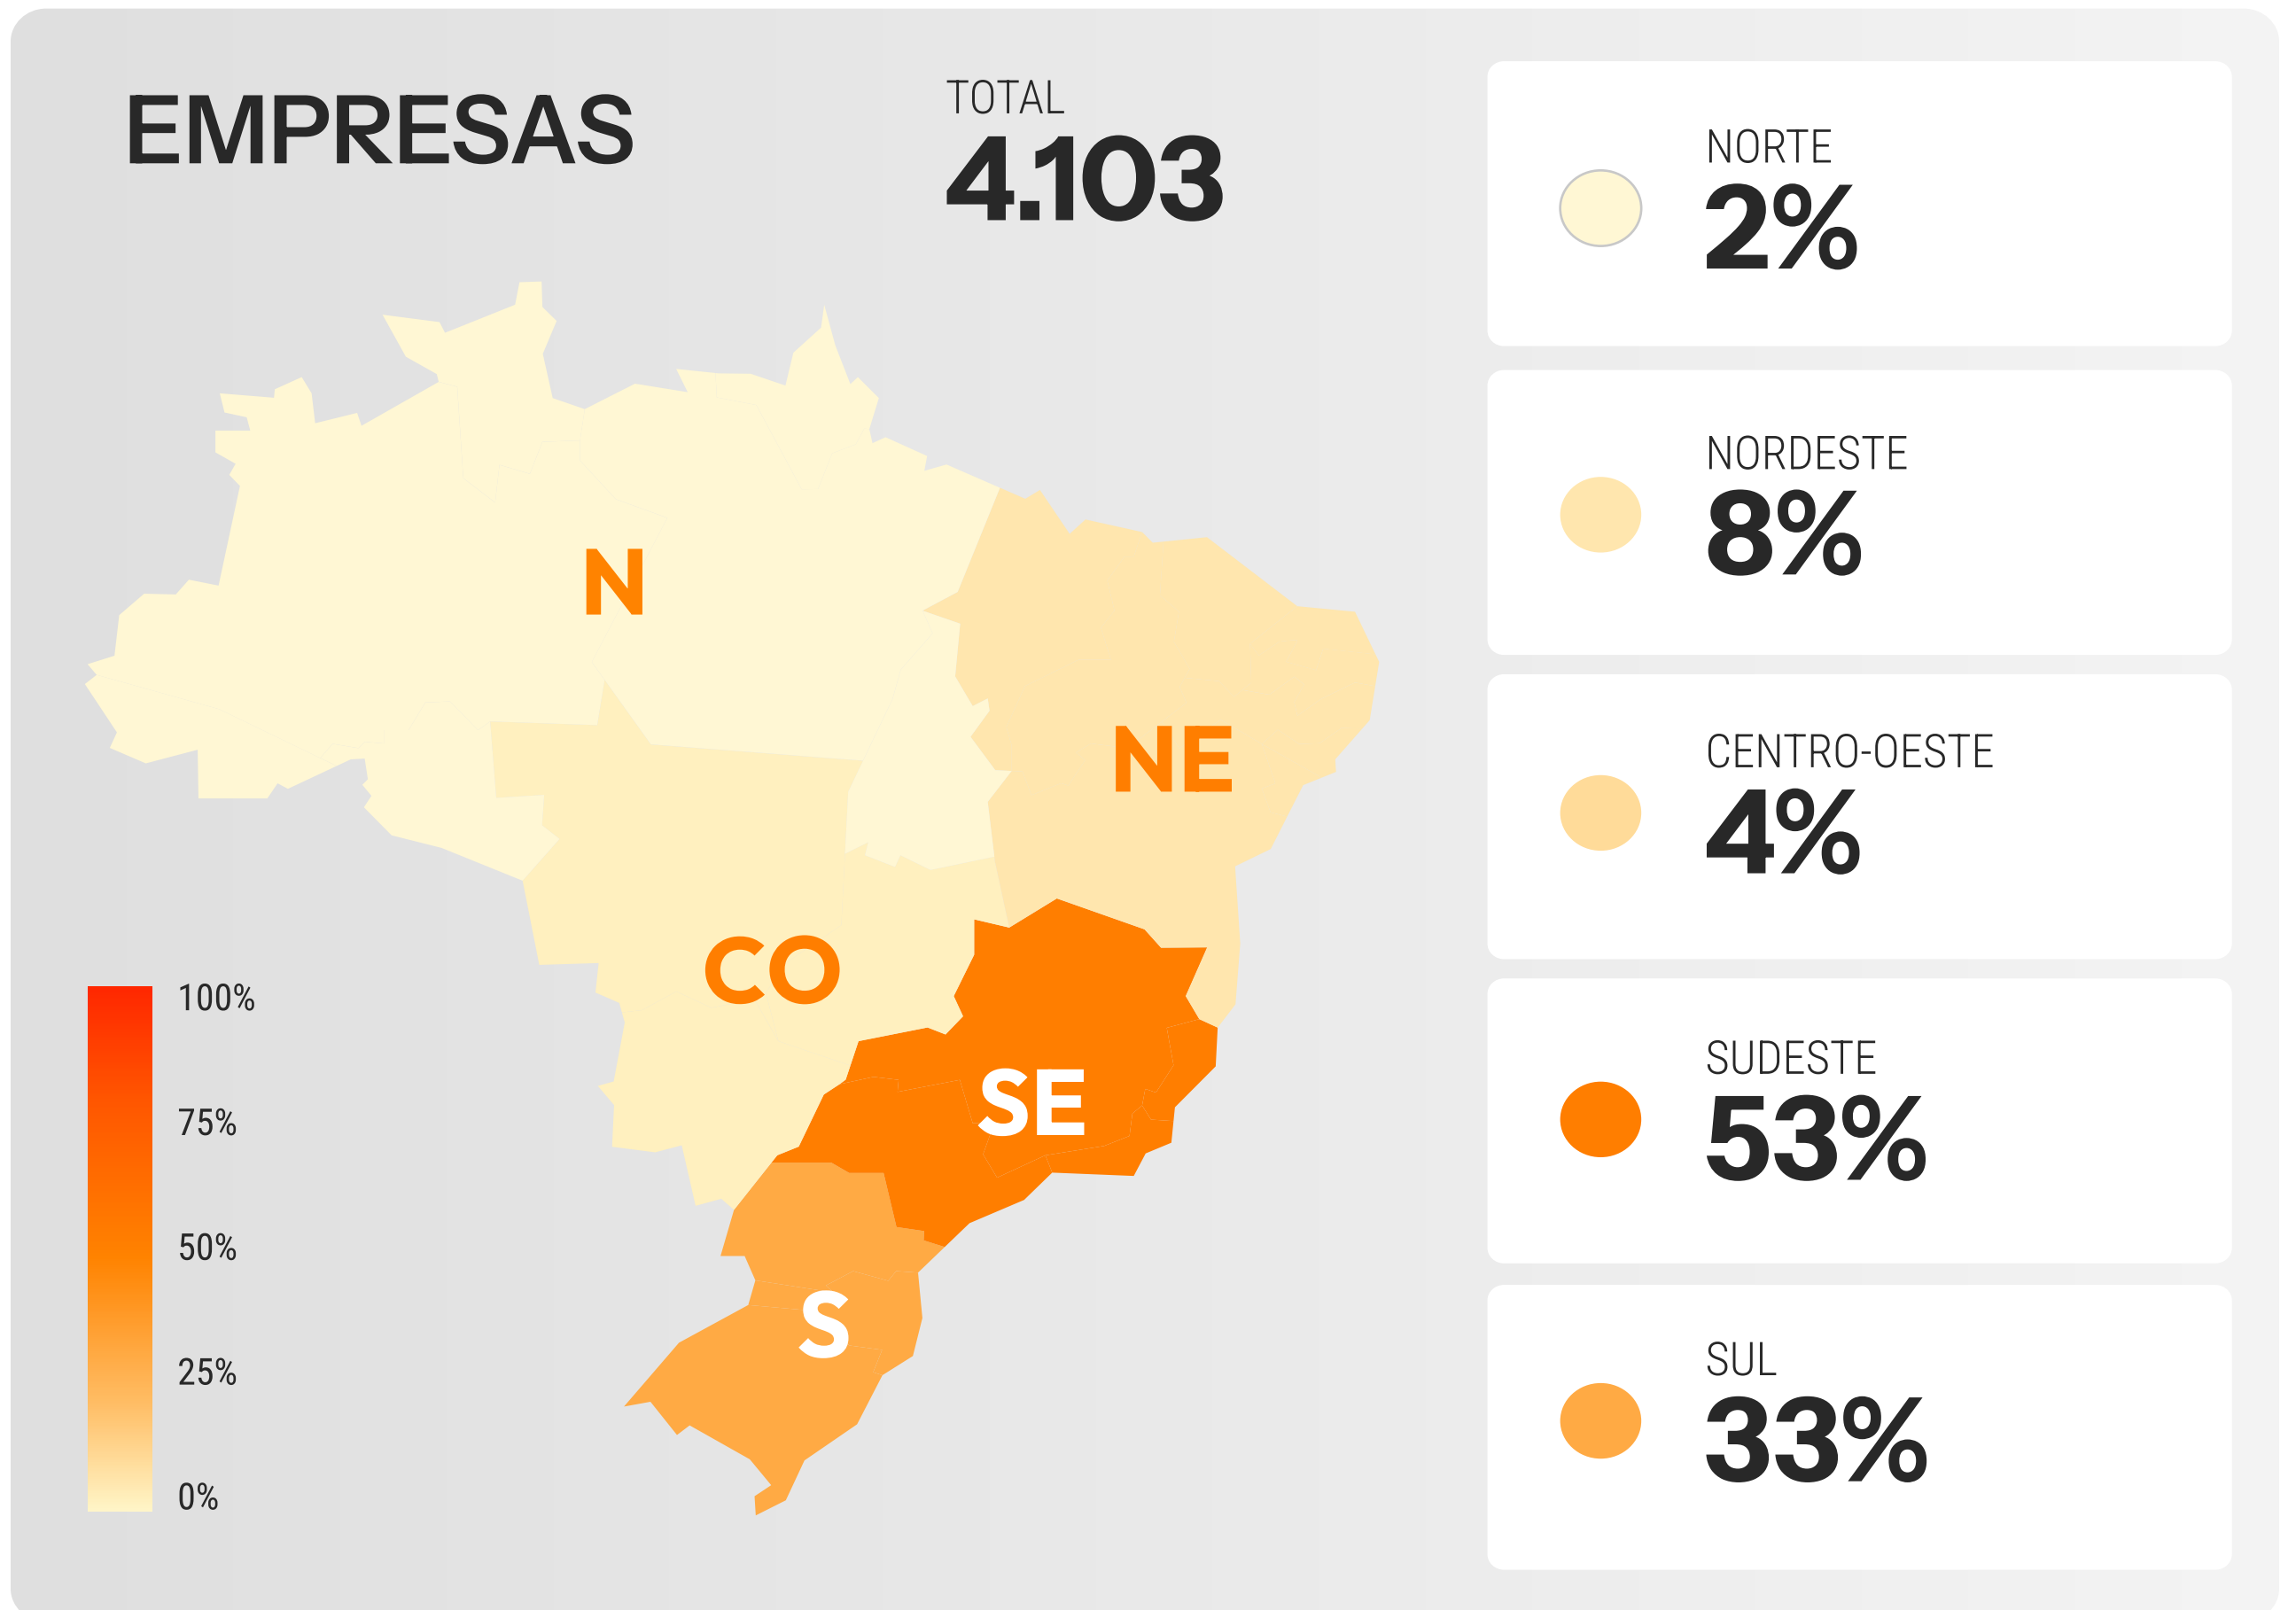 EMPRESAS
TOTAL
4.103
N
NE
CO
SE
S
100%
75%
50%
25%
0%
NORTE
2%
NORDESTE
8%
CENTRO-OESTE
4%
SUDESTE
53%
SUL
33%